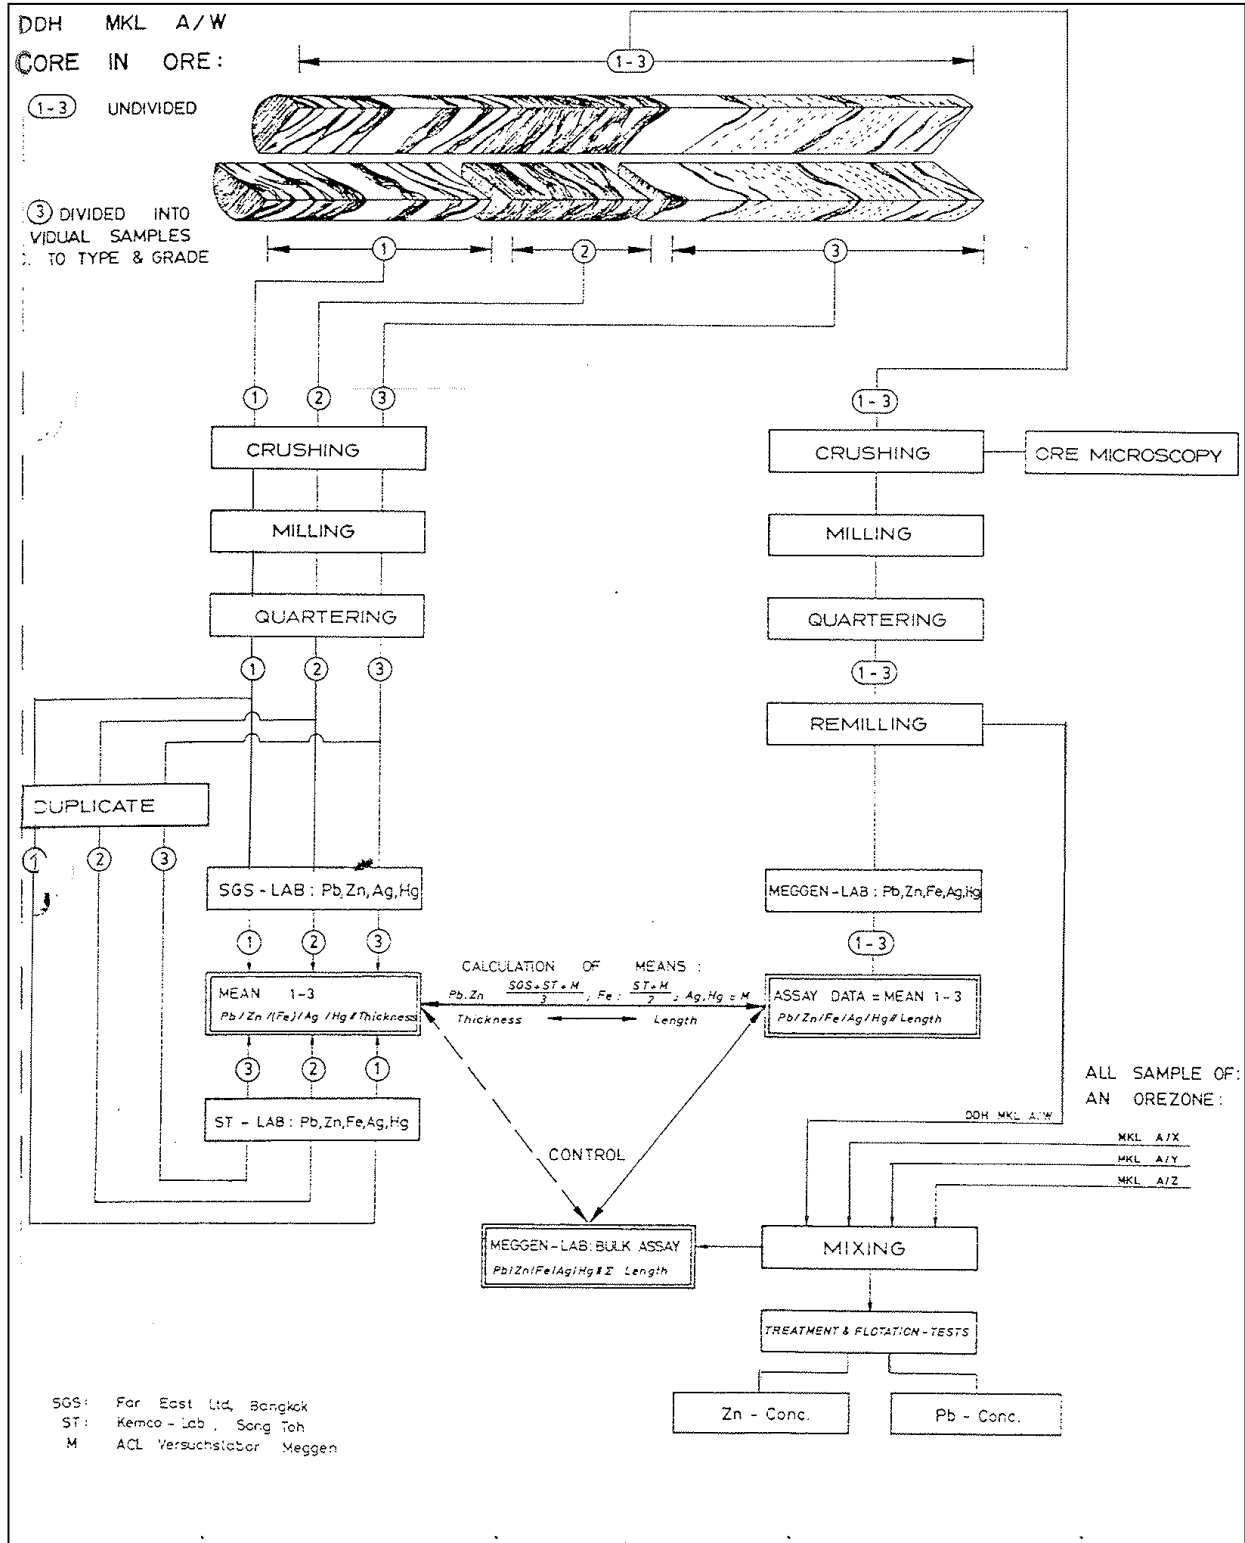 DDH MKL A/W
CORE IN ORE:
1-3
1-3 UNDIVIDED
3 DIVIDED INTO
VIDUAL SAMPLES
TO TYPE & GRADE
1
2
3
1
2
3
1-3
CRUSHING
CRUSHING
ORE MICROSCOPY
MILLING
MILLING
QUARTERING
QUARTERING
1
2
3
1-3
REMILLING
DUPLICATE
1
2
3
SGS - LAB: Pb,Zn,Ag,Hg
MEGGEN-LAB: Pb,Zn,Fe,Ag,Hg
1
2
3
1-3
CALCULATION OF MEANS:
Pb,Zn SGS+ST+M/3, Fe: ST+M/2; Ag,Hg = M
Thickness Length
MEAN 1-3
Pb/Zn/(Fe)/Ag/Hg # Thickness
ASSAY DATA = MEAN 1-3
Pb/Zn/Fe/Ag/Hg # Length
3
2
1
ST - LAB: Pb,Zn,Fe,Ag,Hg
ALL SAMPLE OF:
AN OREZONE:
DDH MKL A/W
MKL A/X
MKL A/Y
MKL A/Z
CONTROL
MEGGEN-LAB: BULK ASSAY
Pb/Zn/Fe/Ag/Hg # Σ Length
MIXING
TREATMENT & FLOTATION-TESTS
Zn - Conc.
Pb - Conc.
SGS: Far East Ltd, Bangkok
ST: Kemco-Lab, Song Toh
M ACL Versuchslabor Meggen